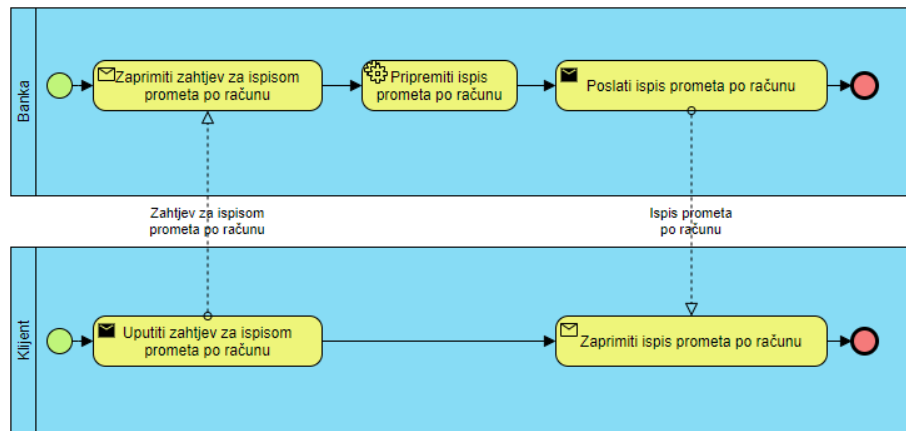 Banka
Zaprimiti zahtjev za ispisom
prometa po računu
Pripremiti ispis
prometa po računu
Poslati ispis prometa po računu
Zahtjev za ispisom
prometa po računu
Ispis prometa
po računu
Klijent
Uputiti zahtjev za ispisom
prometa po računu
Zaprimiti ispis prometa po računu